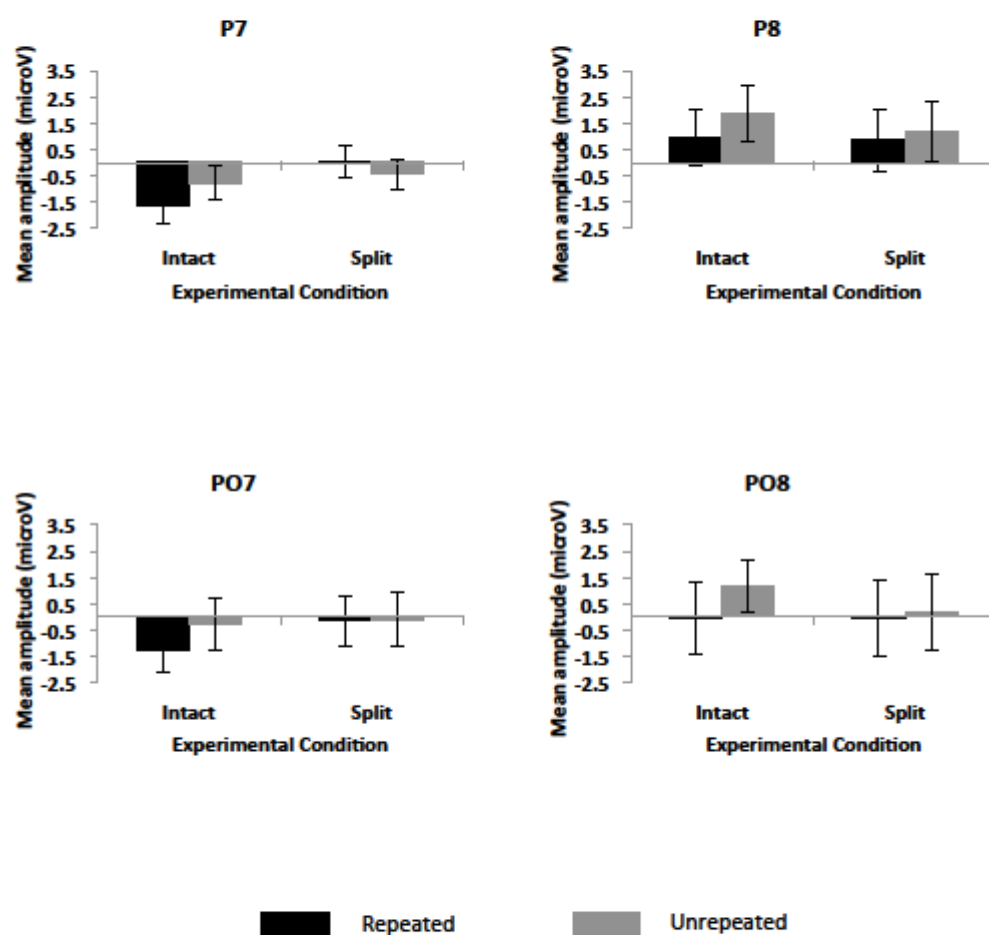 P7
Mean amplitude (microV)
3.5
2.5
1.5
0.5
-0.5
-1.5
-2.5
Intact Split
Experimental Condition
P8
Mean amplitude (microV)
3.5
2.5
1.5
0.5
-0.5
-1.5
-2.5
Intact Split
Experimental Condition
PO7
Mean amplitude (microV)
3.5
2.5
1.5
0.5
-0.5
-1.5
-2.5
Intact Split
Experimental Condition
PO8
Mean amplitude (microV)
3.5
2.5
1.5
0.5
-0.5
-1.5
-2.5
Intact Split
Experimental Condition
Repeated Unrepeated